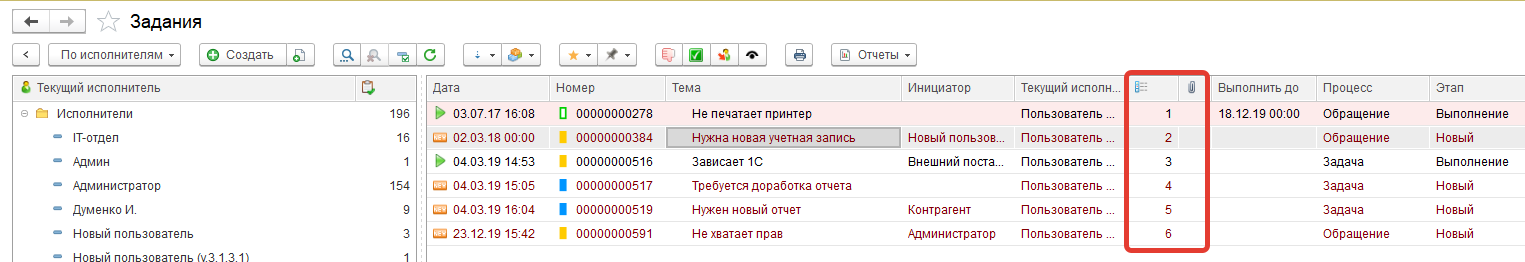 Задания
По исполнителям
Создать
Отчеты
Текущий исполнитель
Дата Номер Тема Инициатор Текущий исполн... Выполнить до Процесс Этап
Исполнители 196
03.07.17 16:08 00000000278 Не печатает принтер Пользователь ... 1 18.12.19 00:00 Обращение Выполнение
IT-отдел 16
NEW 02.03.18 00:00 00000000384 Нужна новая учетная запись Новый пользов... Пользователь ... 2 Обращение Новый
Админ 1
04.03.19 14:53 00000000516 Зависает 1С Внешний поста... Пользователь ... 3 Задача Выполнение
Администратор 154
NEW 04.03.19 15:05 00000000517 Требуется доработка отчета Пользователь ... 4 Задача Новый
Думенко И. 9
NEW 04.03.19 16:04 00000000519 Нужен новый отчет Контрагент Пользователь ... 5 Задача Новый
Новый пользователь 3
NEW 23.12.19 15:42 00000000591 Не хватает прав Администратор Пользователь ... 6 Обращение Новый
Новый пользователь (v.3.1.3.1) 1